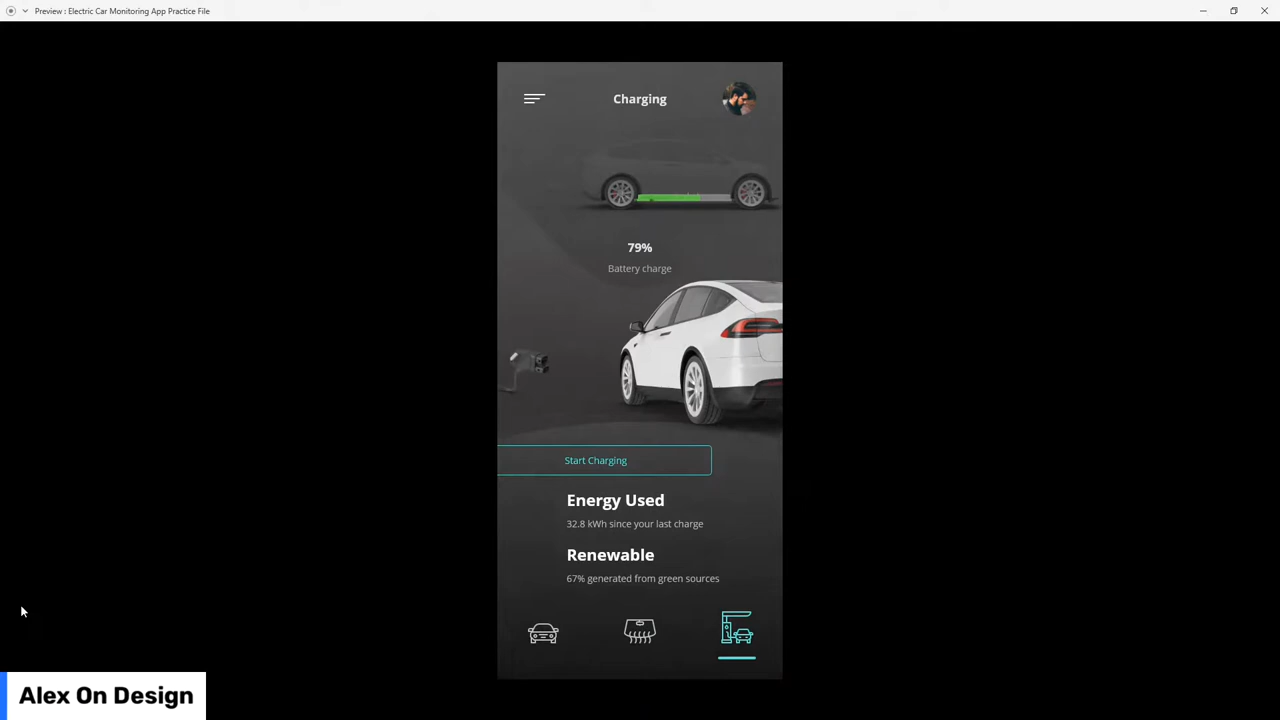 Preview : Electric Car Monitoring App Practice File
Charging
79%
Battery charge
Start Charging
Energy Used
32.8 kWh since your last charge
Renewable
67% generated from green sources
Alex On Design